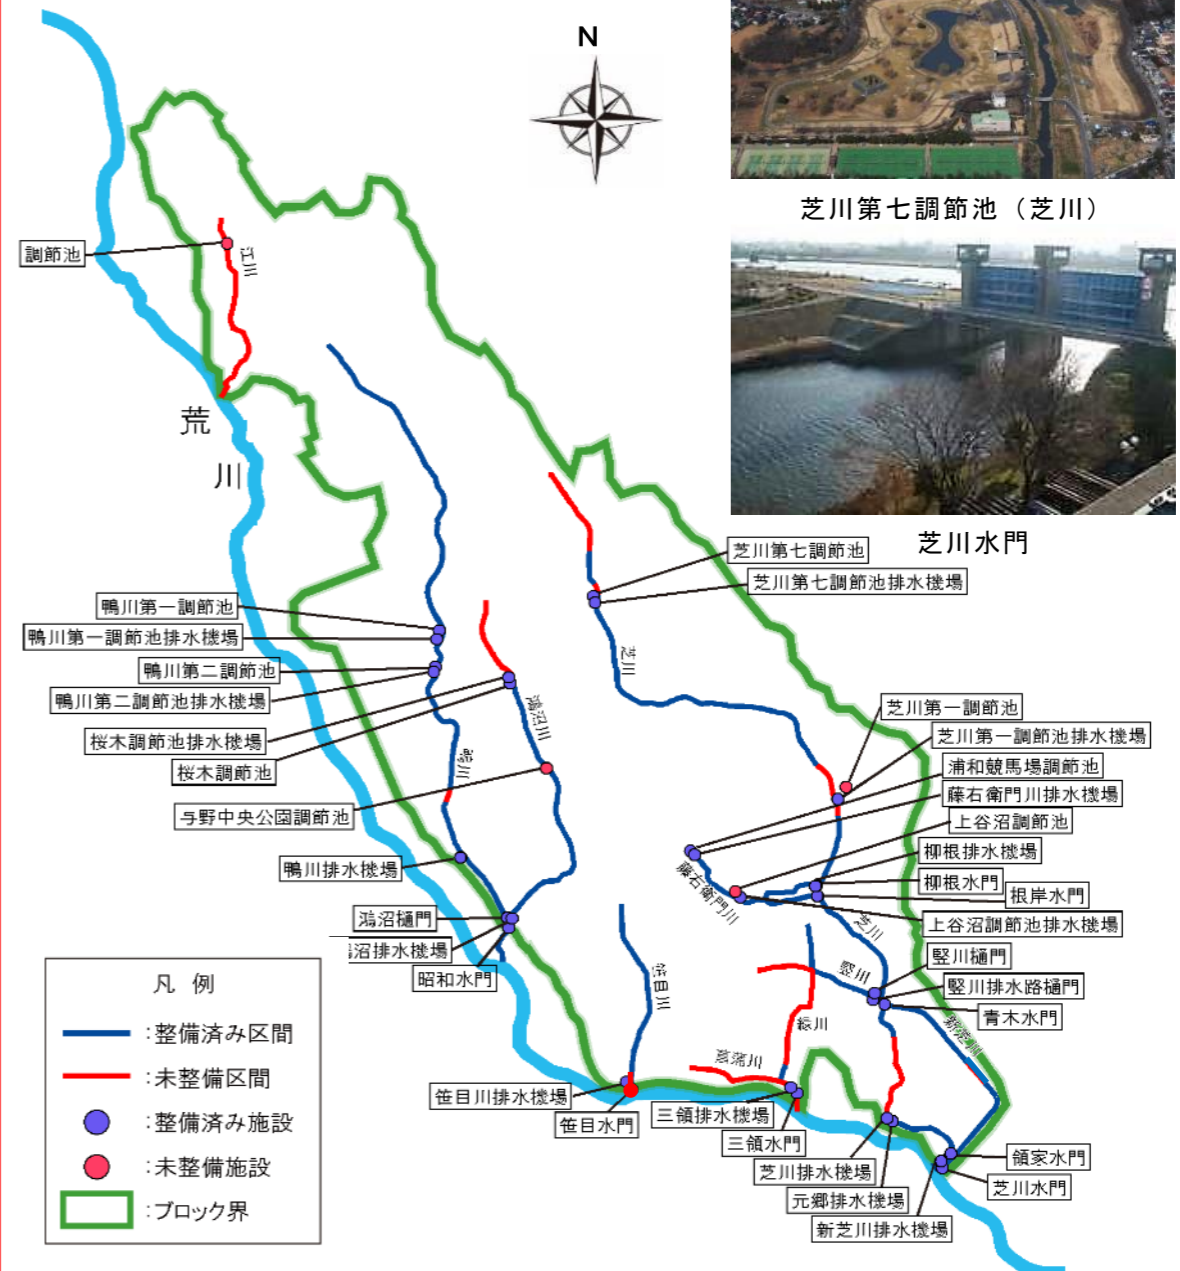 N
芝川第七調節池（芝川）
調節池
江川
荒
川
芝川水門
芝川第七調節池
芝川第七調節池排水機場
鴨川第一調節池
鴨川第一調節池排水機場
鴨川第二調節池
鴨川第二調節池排水機場
桜木調節池排水機場
桜木調節池
与野中央公園調節池
鴨川排水機場
鴻沼樋門
沼排水機場
昭和水門
芝川
鴻沼川
鴨川
芝川第一調節池
芝川第一調節池排水機場
浦和競馬場調節池
藤右衛門川排水機場
上谷沼調節池
柳根排水機場
柳根水門
根岸水門
上谷沼調節池排水機場
藤右衛門川
芝川
竪川樋門
竪川排水路樋門
青木水門
竪川
笹目川
緑川
菖蒲川
新芝川
笹目川排水機場
笹目水門
三領排水機場
三領水門
芝川排水機場
元郷排水機場
新芝川排水機場
領家水門
芝川水門
凡 例
:整備済み区間
:未整備区間
:整備済み施設
:未整備施設
:ブロック界